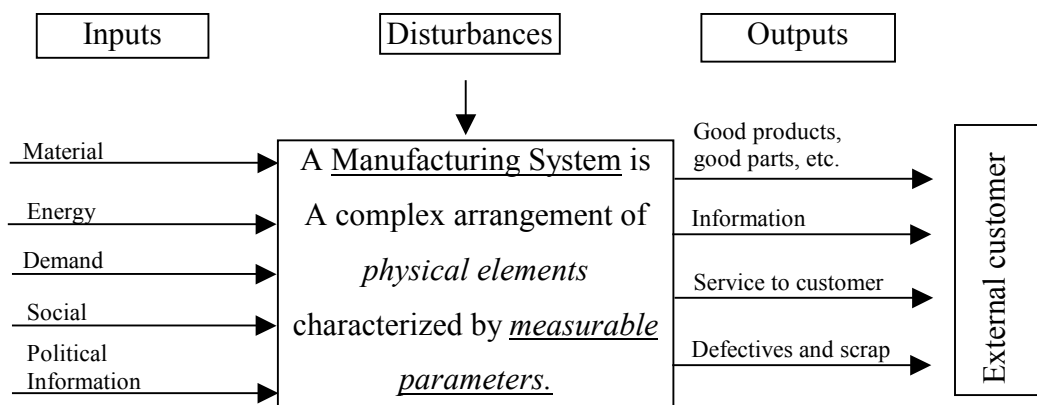 Inputs
Disturbances
Outputs
Material
Energy
Demand
Social
Political
Information
A Manufacturing System is
A complex arrangement of
physical elements
characterized by measurable
parameters.
Good products,
good parts, etc.
Information
Service to customer
Defectives and scrap
External customer